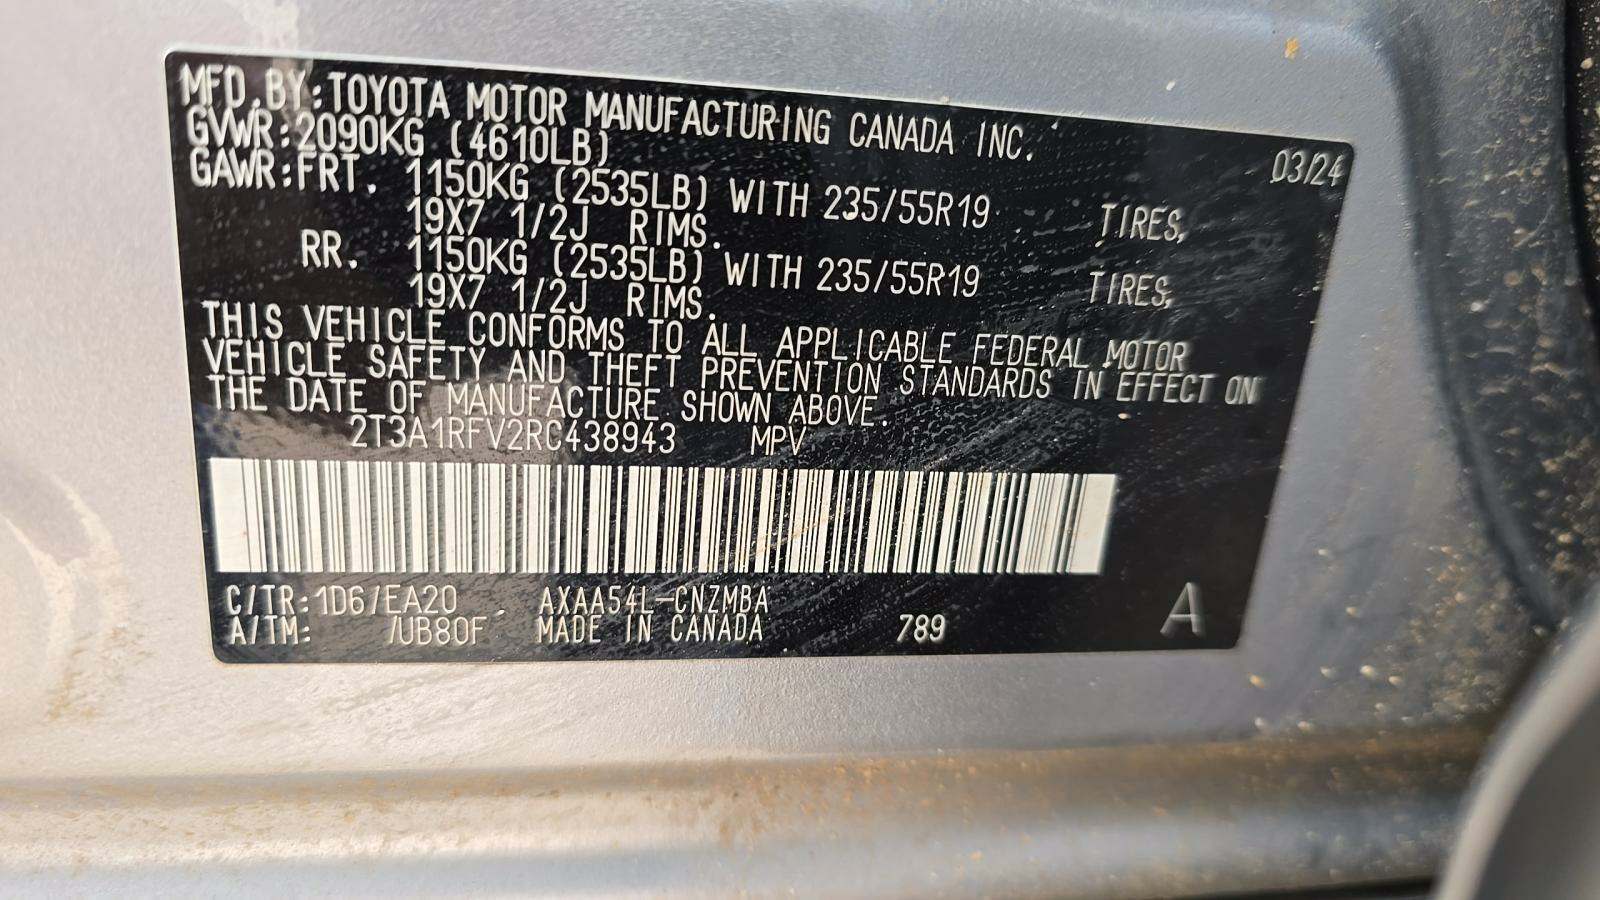 MFD.BY:TOYOTA MOTOR MANUFACTURING CANADA INC.
GVWR:2090KG (4610LB) 03/24
GAWR:FRT. 1150KG (2535LB) WITH 235/55R19 TIRES,
19X7 1/2J RIMS.
RR. 1150KG (2535LB) WITH 235/55R19 TIRES,
19X7 1/2J RIMS.
THIS VEHICLE CONFORMS TO ALL APPLICABLE FEDERAL MOTOR
VEHICLE SAFETY AND THEFT PREVENTION STANDARDS IN EFFECT ON
THE DATE OF MANUFACTURE SHOWN ABOVE.
2T3A1RFV2RC438943 MPV
C/TR:1D6/EA20 AXAA54L-CNZMBA
A/TM: /UB80F MADE IN CANADA 789 A